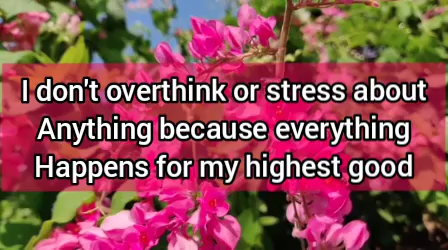 I don't overthink or stress about
Anything because everything
Happens for my highest good